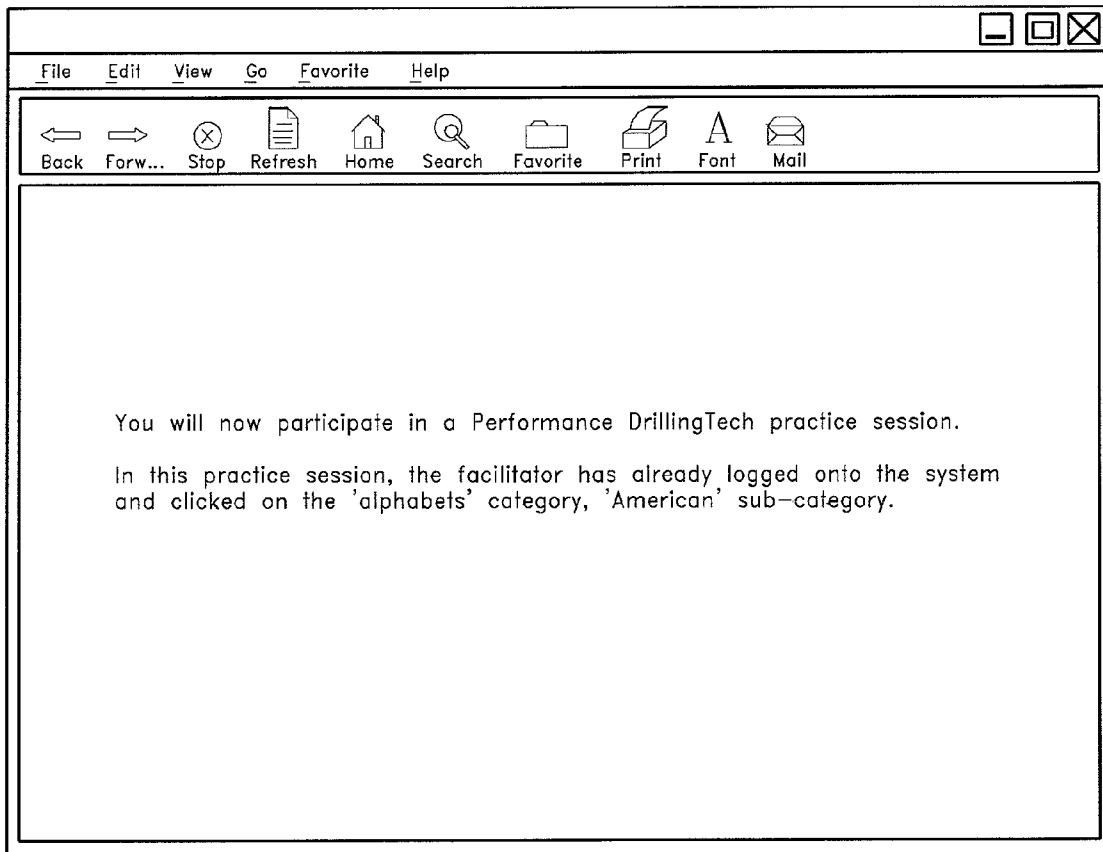 File Edit View Go Favorite Help
Back Forw... Stop Refresh Home Search Favorite Print Font Mail
You will now participate in a Performance DrillingTech practice session.
In this practice session, the facilitator has already logged onto the system
and clicked on the 'alphabets' category, 'American' sub-category.